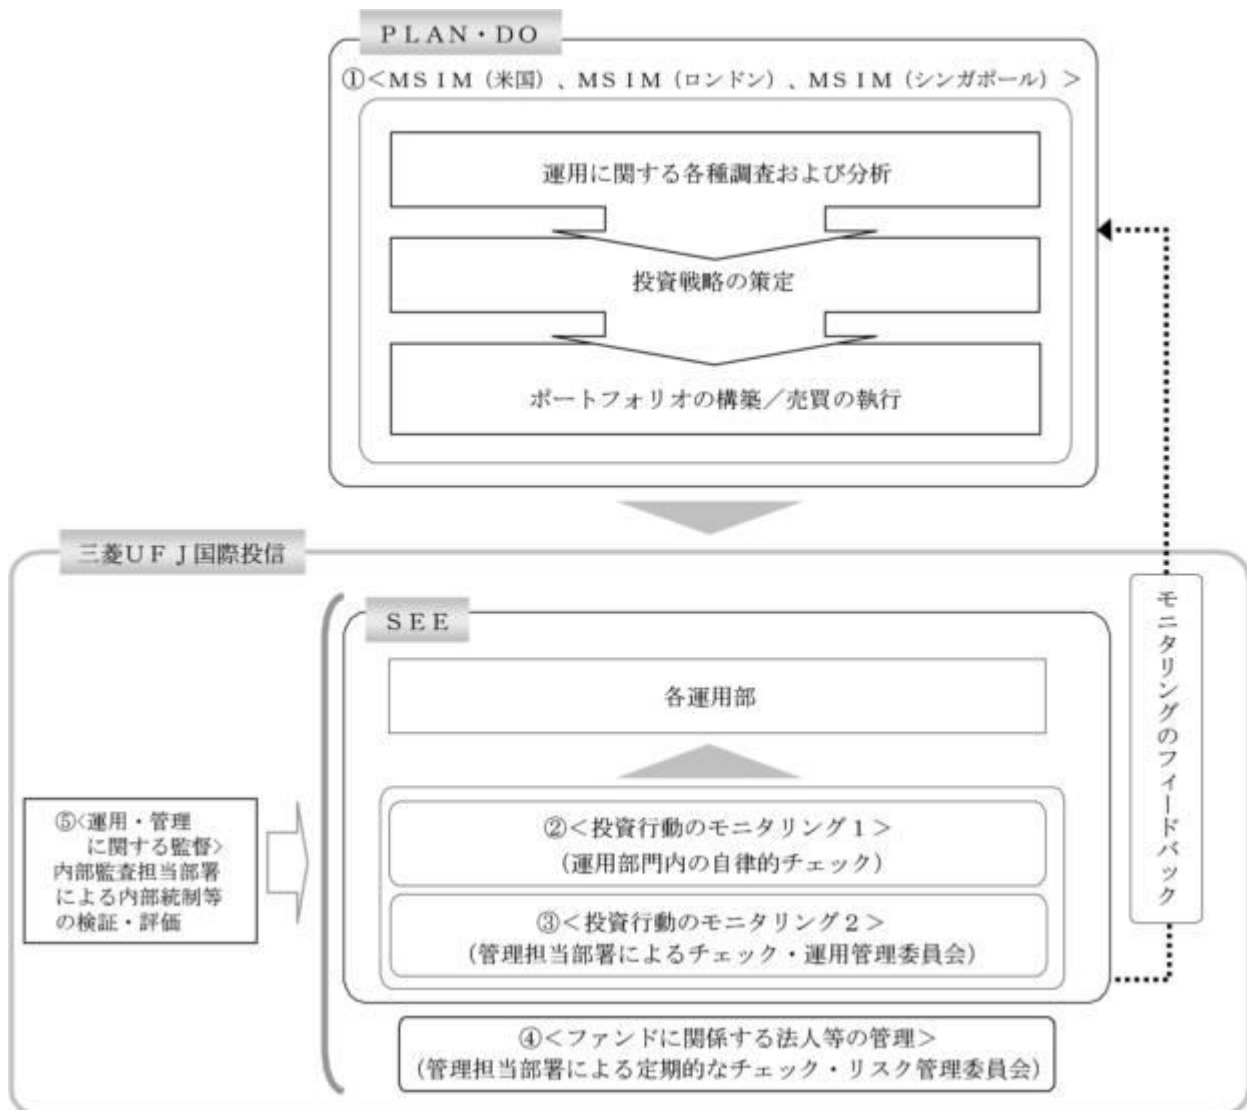 ＰＬＡＮ・ＤＯ
①＜ＭＳＩＭ（米国）、ＭＳＩＭ（ロンドン）、ＭＳＩＭ（シンガポール）＞
運用に関する各種調査および分析
投資戦略の策定
ポートフォリオの構築／売買の執行
三菱ＵＦＪ国際投信
ＳＥＥ
各運用部
②＜投資行動のモニタリング１＞
（運用部門内の自律的チェック）
③＜投資行動のモニタリング２＞
（管理担当部署によるチェック・運用管理委員会）
④＜ファンドに関係する法人等の管理＞
（管理担当部署による定期的なチェック・リスク管理委員会）
⑤<運用・管理
に関する監督>
内部監査担当部署
による内部統制等
の検証・評価
モニタリングのフィードバック